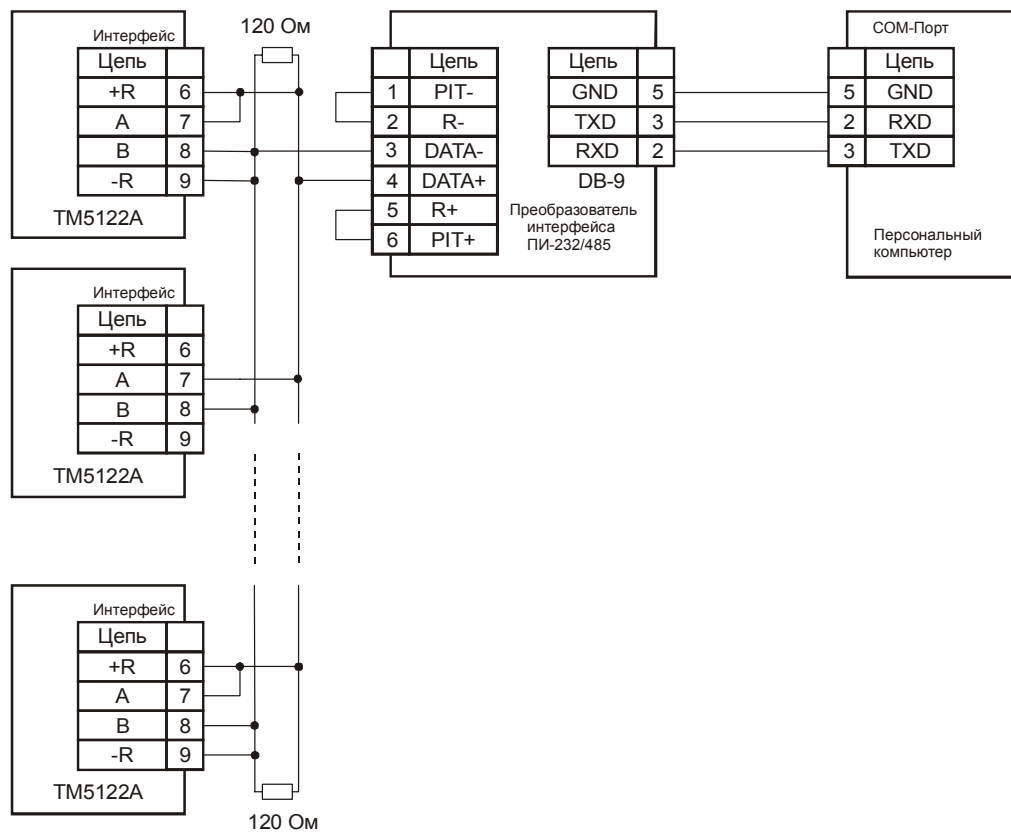 120 Ом
Интерфейс
Цепь
+R 6
A 7
B 8
-R 9
TM5122A
Цепь
1 PIT-
2 R-
3 DATA-
4 DATA+
5 R+
6 PIT+
Цепь
GND 5
TXD 3
RXD 2
DB-9
Преобразователь
интерфейса
ПИ-232/485
COM-Порт
Цепь
5 GND
2 RXD
3 TXD
Персональный
компьютер
Интерфейс
Цепь
+R 6
A 7
B 8
-R 9
TM5122A
Интерфейс
Цепь
+R 6
A 7
B 8
-R 9
TM5122A
120 Ом